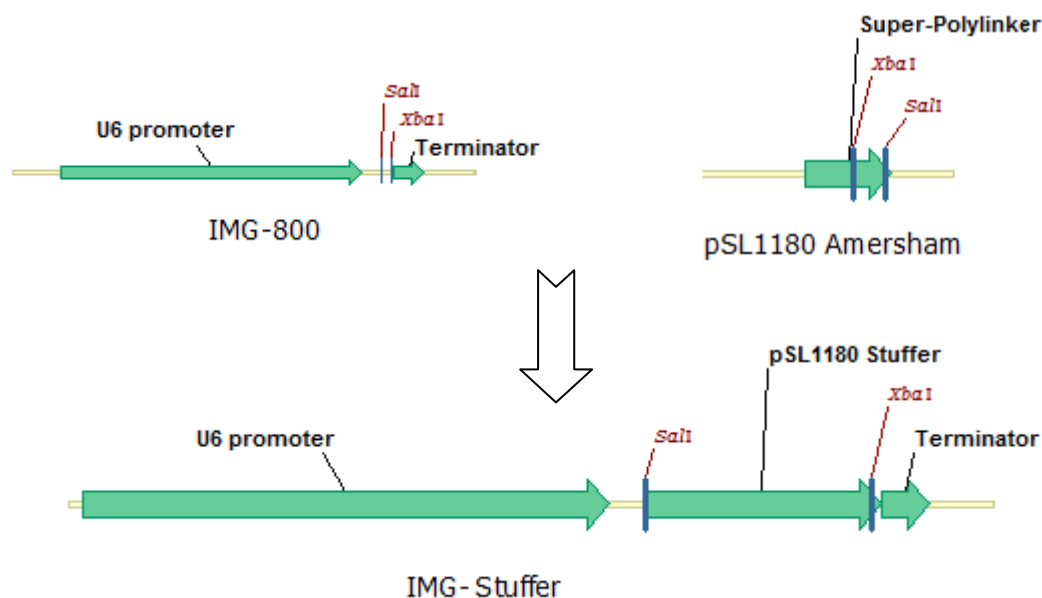 Super-Polylinker
XbaI
SalI
SalI
XbaI
U6 promoter
Terminator
IMG-800
pSL1180 Amersham
pSL1180 Stuffer
XbaI
U6 promoter
SalI
Terminator
IMG-Stuffer